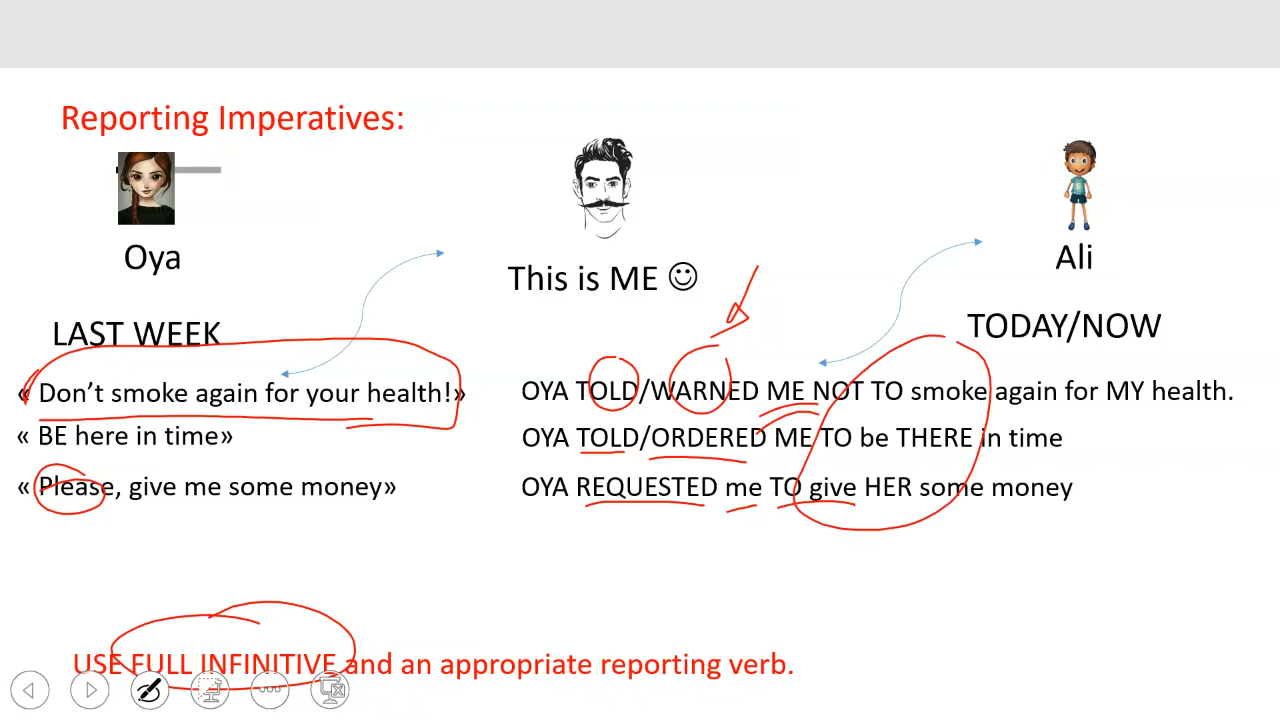 Reporting Imperatives:
Oya
This is ME ☺
Ali
LAST WEEK
TODAY/NOW
« Don’t smoke again for your health!»
OYA TOLD/WARNED ME NOT TO smoke again for MY health.
« BE here in time»
OYA TOLD/ORDERED ME TO be THERE in time
« Please, give me some money»
OYA REQUESTED me TO give HER some money
USE FULL INFINITIVE and an appropriate reporting verb.